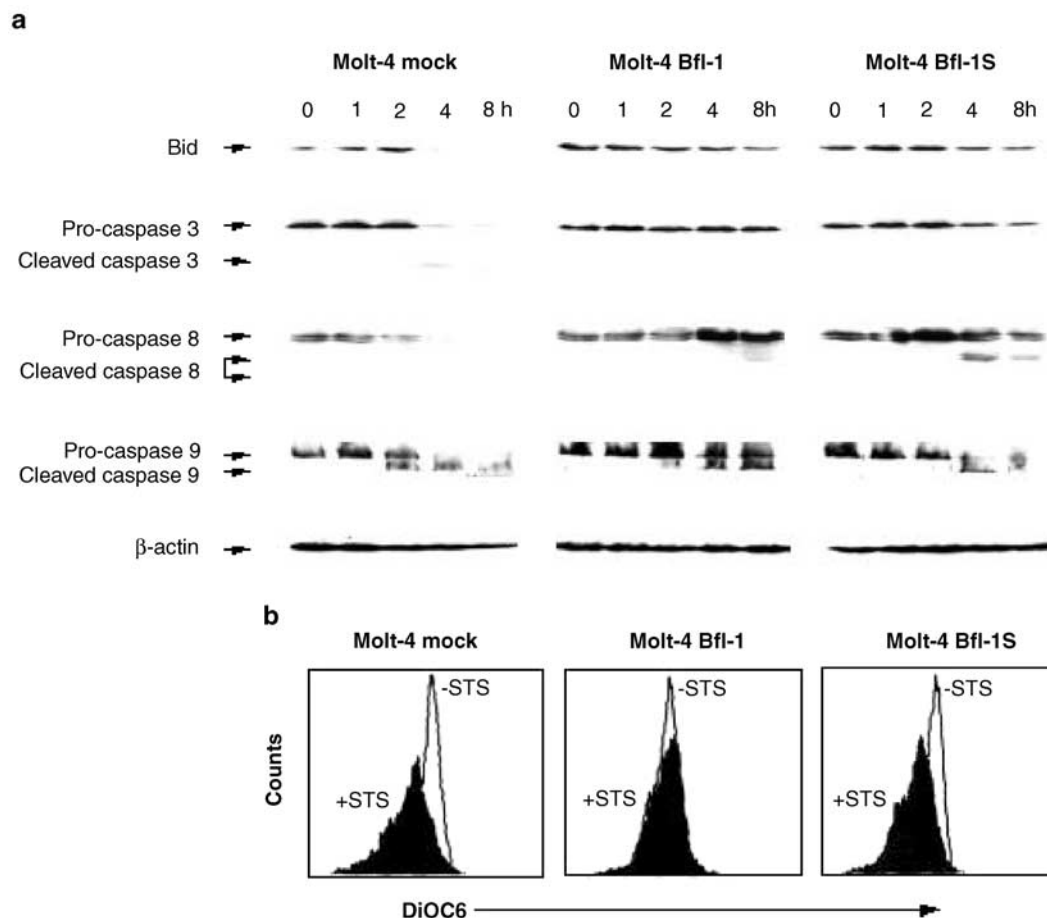 a
Molt-4 mock Molt-4 Bfl-1 Molt-4 Bfl-1S
0 1 2 4 8 h 0 1 2 4 8h 0 1 2 4 8h
Bid
Pro-caspase 3
Cleaved caspase 3
Pro-caspase 8
Cleaved caspase 8
Pro-caspase 9
Cleaved caspase 9
β-actin
b
Molt-4 mock Molt-4 Bfl-1 Molt-4 Bfl-1S
-STS -STS -STS
+STS +STS +STS
Counts
DiOC6